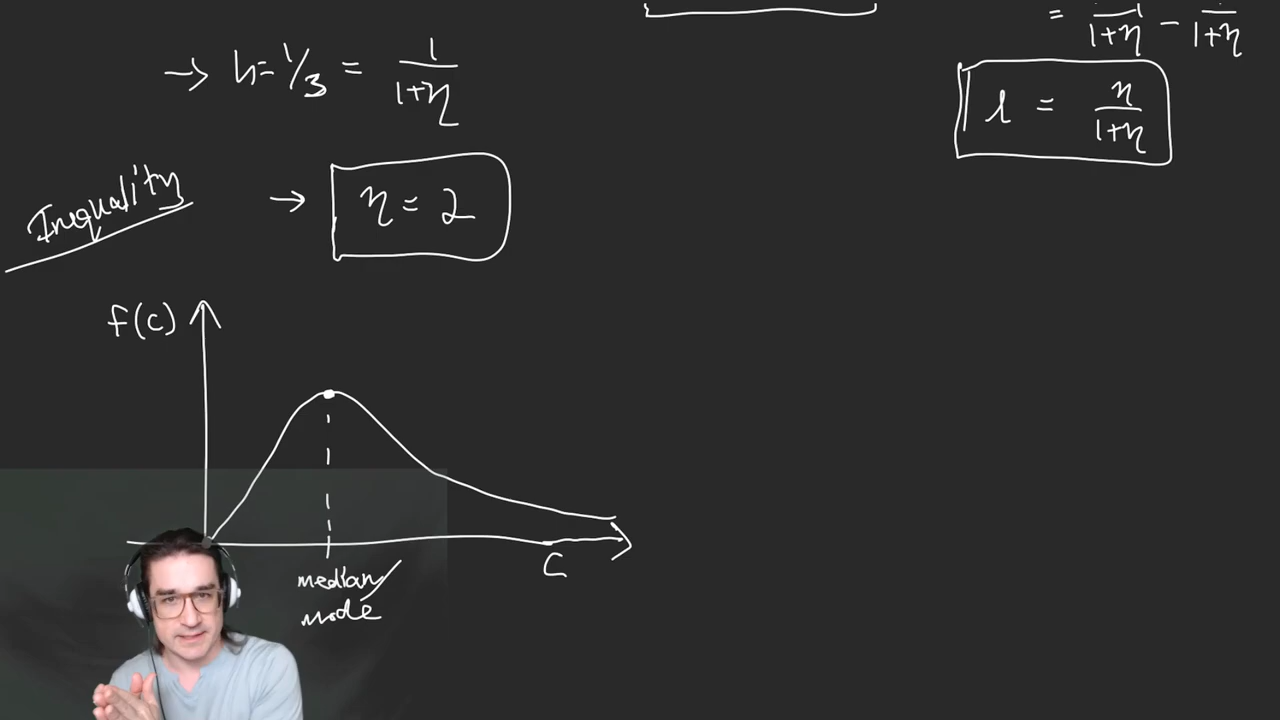 = 1/1+η - 1/1+η
→ h = 1/3 = 1/1+η
l = η/1+η
Inequality
→ η = 2
f(c)
C
median/
mode